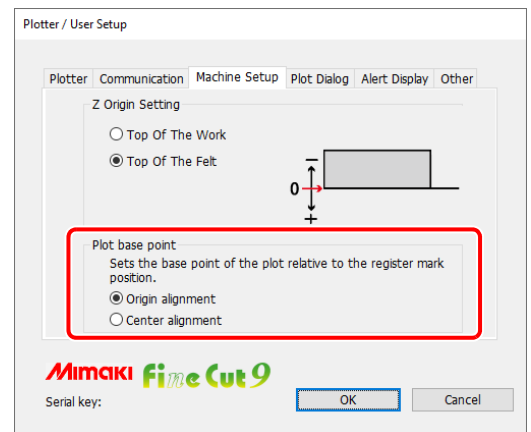 Plotter / User Setup
Plotter Communication Machine Setup Plot Dialog Alert Display Other
Z Origin Setting
Top Of The Work
Top Of The Felt
−
0
+
Plot base point
Sets the base point of the plot relative to the register mark
position.
Origin alignment
Center alignment
Mimaki Fine Cut 9
Serial key:
OK Cancel